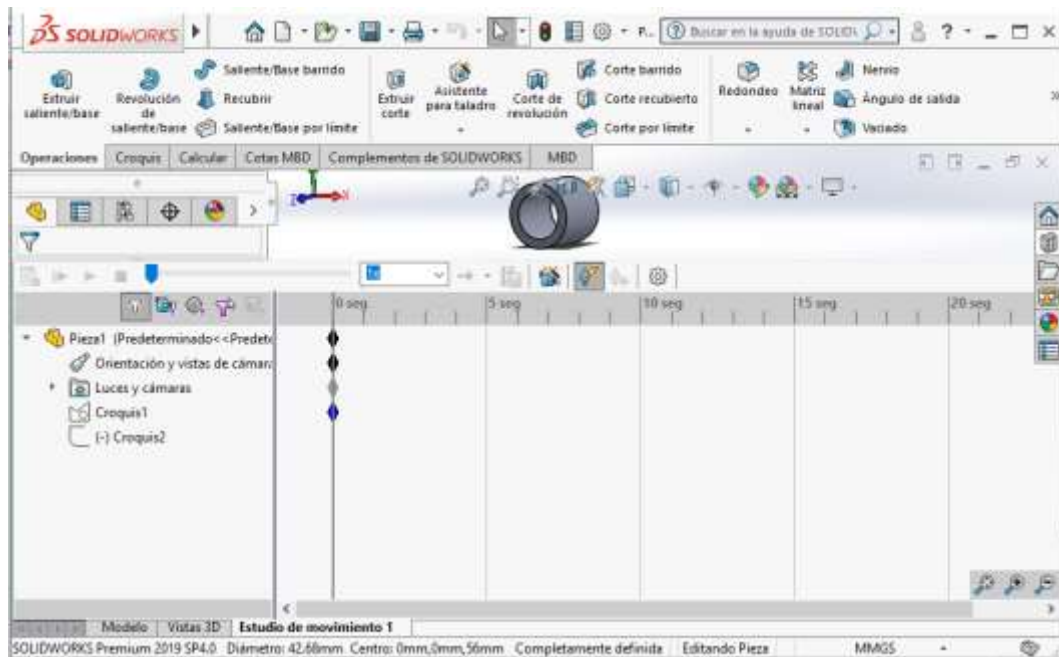 3S SOLIDWORKS
P...
Buscar en la ayuda de SOLIDV
Extruir saliente/base
Revolución de saliente/base
Saliente/Base barrido
Recubrir
Saliente/Base por límite
Extruir corte
Asistente para taladro
Corte de revolución
Corte barrido
Corte recubierto
Corte por límite
Redondeo
Matriz lineal
Nervio
Ángulo de salida
Vaciado
Operaciones Croquis Calcular Cotas MBD Complementos de SOLIDWORKS MBD
0 seg 5 seg 10 seg 15 seg 20 seg
Pieza1 (Predeterminado<<Predete
Orientación y vistas de cámara
Luces y cámaras
Croquis1
(-) Croquis2
Modelo Vistas 3D Estudio de movimiento 1
SOLIDWORKS Premium 2019 SP4.0 Diámetro: 42.68mm Centro: 0mm,0mm,56mm Completamente definida Editando Pieza MMGS